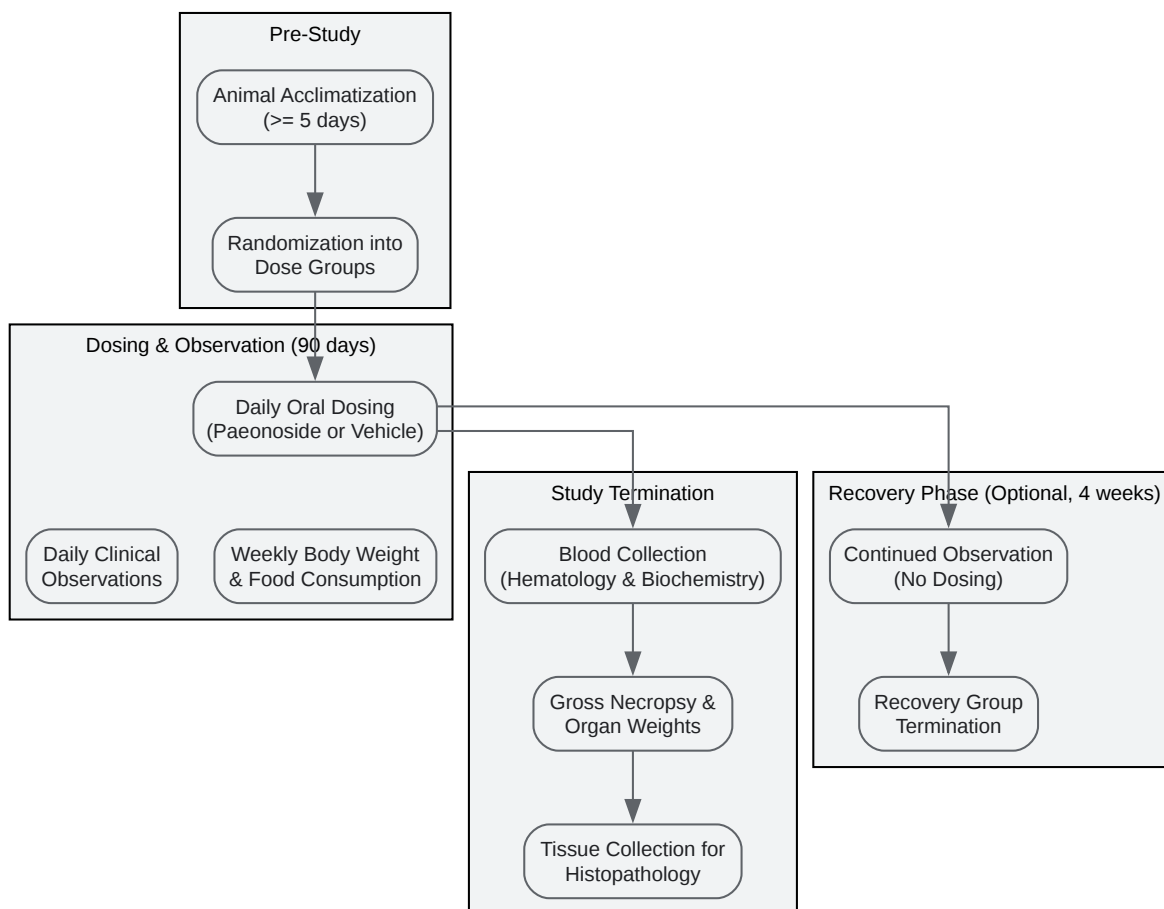 Pre-Study
Animal Acclimatization
(>= 5 days)
Randomization into
Dose Groups
Dosing & Observation (90 days)
Daily Oral Dosing
(Paeonoside or Vehicle)
Daily Clinical
Observations
Weekly Body Weight
& Food Consumption
Study Termination
Blood Collection
(Hematology & Biochemistry)
Gross Necropsy &
Organ Weights
Tissue Collection for
Histopathology
Recovery Phase (Optional, 4 weeks)
Continued Observation
(No Dosing)
Recovery Group
Termination